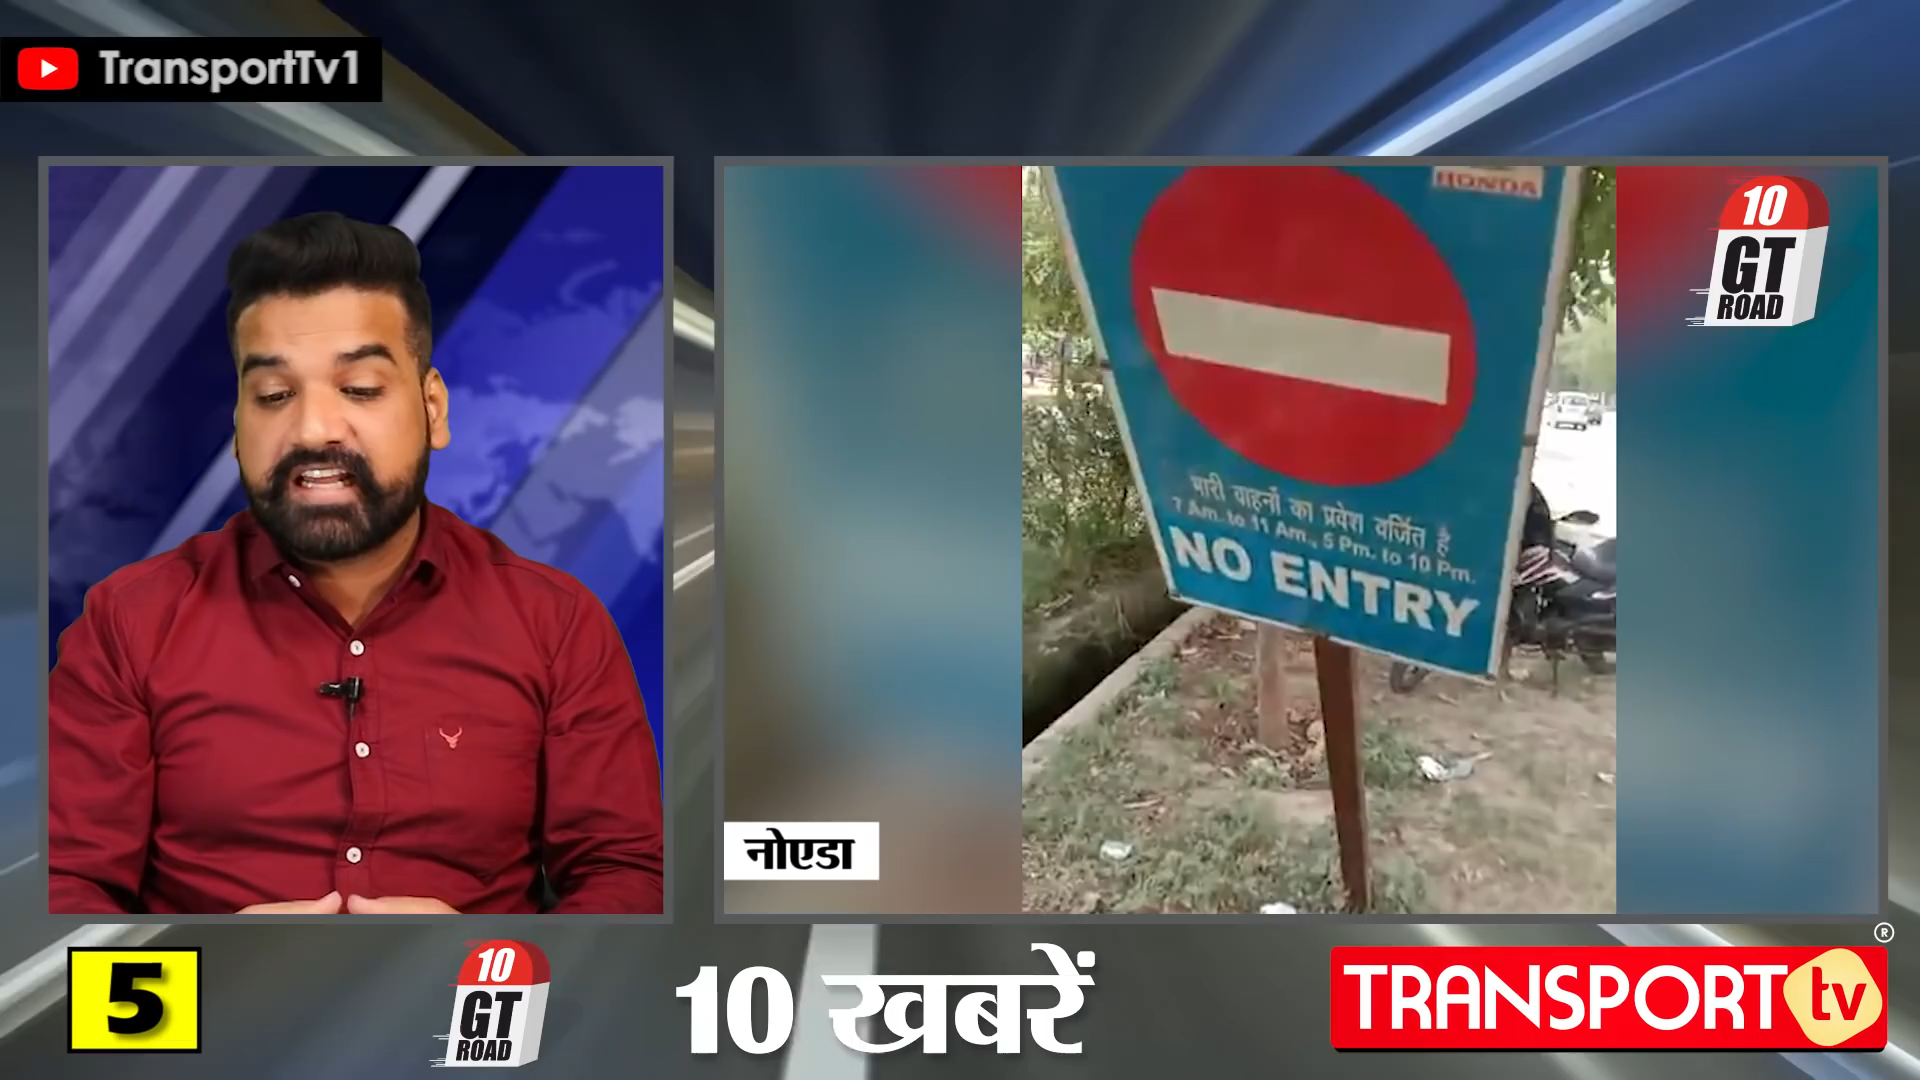 TransportTv1
HONDA
भारी वाहनों का प्रवेश वर्जित है
7 Am. to 11 Am., 5 Pm. to 10 Pm.
NO ENTRY
10
GT
ROAD
नोएडा
5
10
GT
ROAD
10 खबरें
TRANSPORT tv
®